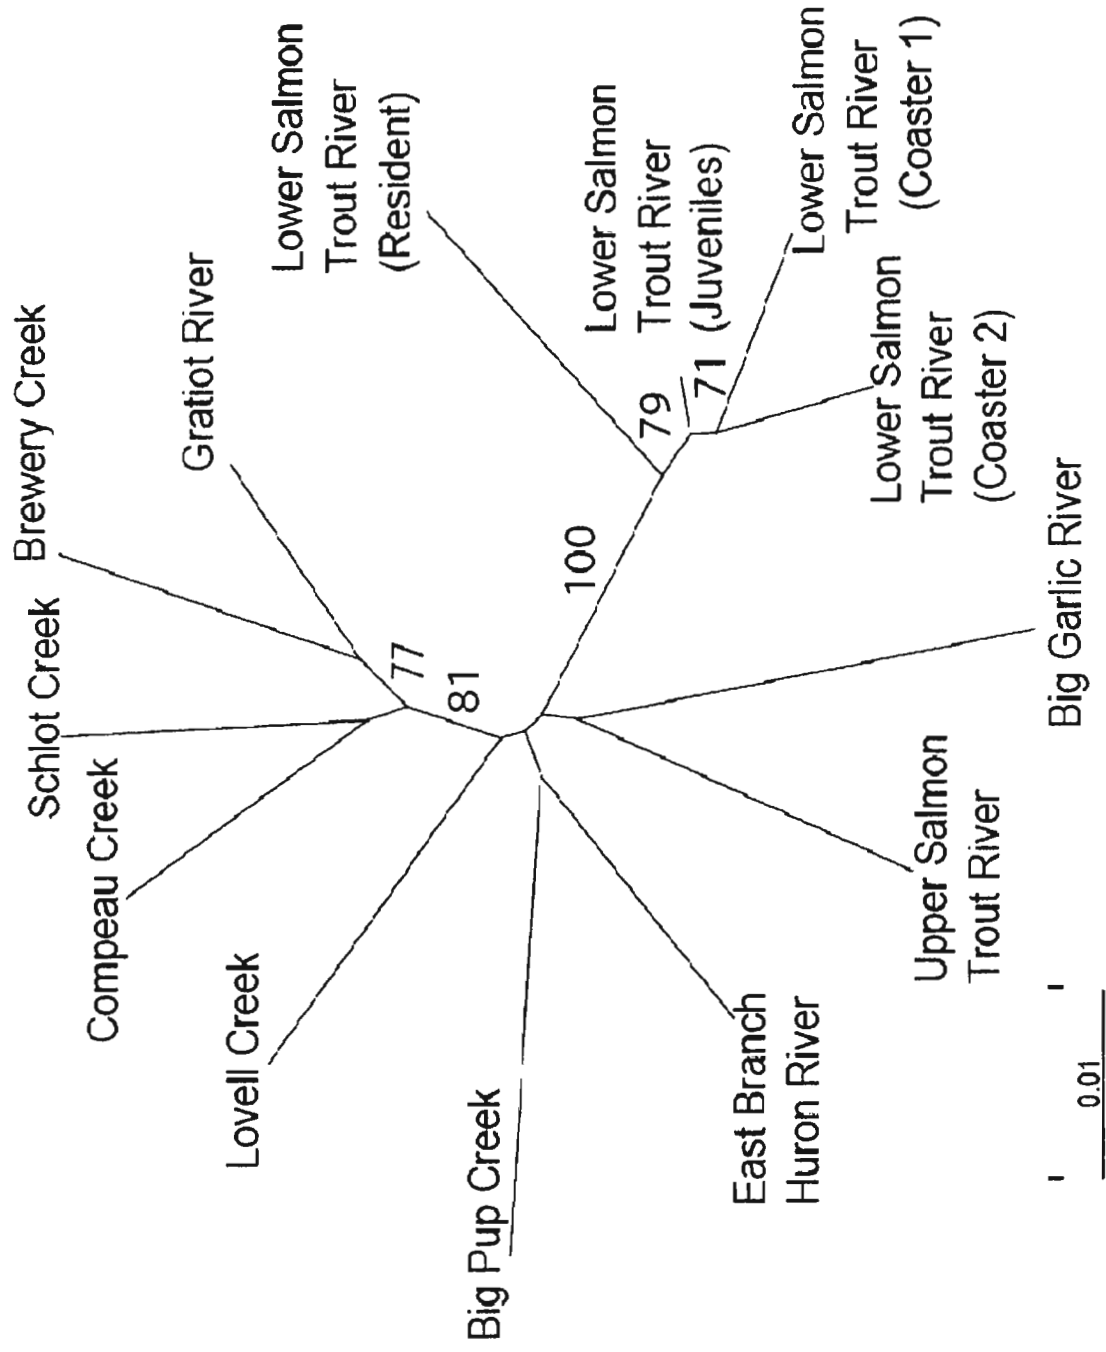 Big Pup Creek
Lovell Creek
Compeau Creek
Schlot Creek
Brewery Creek
Gratiot River
Lower Salmon
Trout River
(Resident)
Lower Salmon
Trout River
(Juveniles)
Lower Salmon
Trout River
(Coaster 1)
Lower Salmon
Trout River
(Coaster 2)
Big Garlic River
Upper Salmon
Trout River
East Branch
Huron River
77
81
100
79
71
0.01